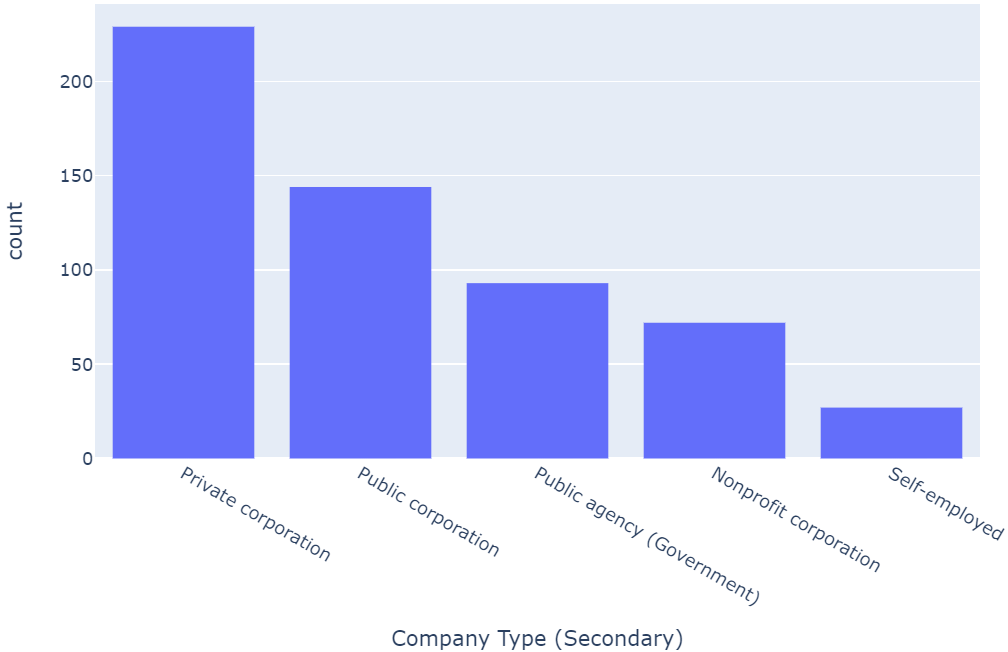 count
200
150
100
50
0
Private corporation
Public corporation
Public agency (Government)
Nonprofit corporation
Self-employed
Company Type (Secondary)